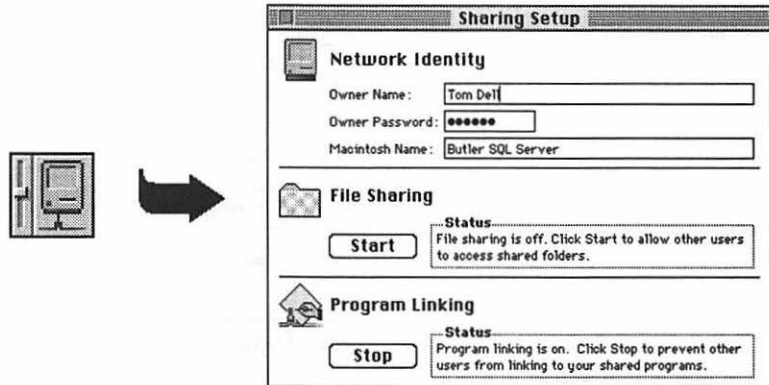 Sharing Setup
Network Identity
Owner Name: Tom Dell
Owner Password: ●●●●●●
Macintosh Name: Butler SQL Server
File Sharing
Start
Status
File sharing is off. Click Start to allow other users
to access shared folders.
Program Linking
Stop
Status
Program linking is on. Click Stop to prevent other
users from linking to your shared programs.